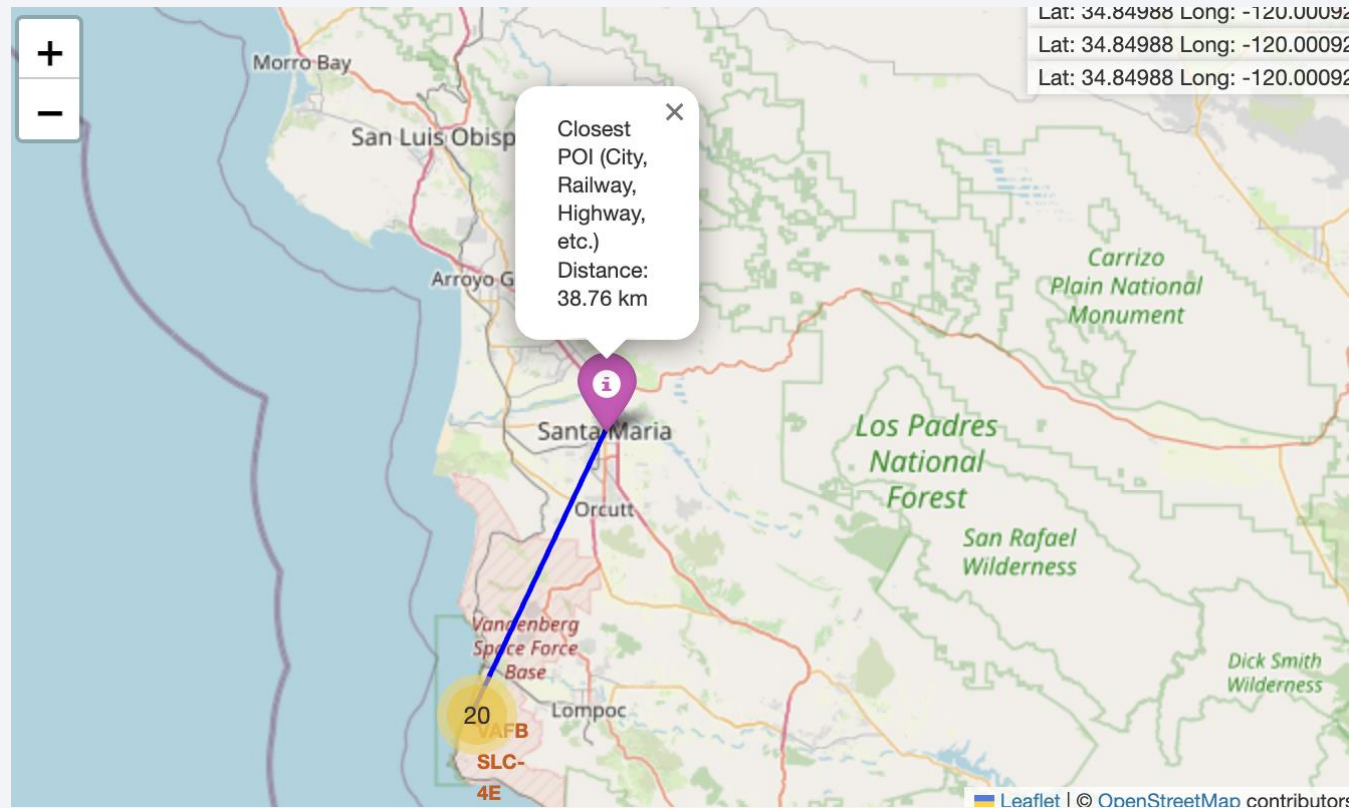 Lat: 34.84988 Long: -120.00092
Lat: 34.84988 Long: -120.00092
Lat: 34.84988 Long: -120.00092
+
−
Morro Bay
San Luis Obisp
×
Closest
POI (City,
Railway,
Highway,
etc.)
Distance:
38.76 km
Arroyo G
Carrizo
Plain National
Monument
i
Santa Maria
Los Padres
National
Forest
Orcutt
San Rafael
Wilderness
Vandenberg
Space Force
Base
Dick Smith
Wilderness
20
Lompoc
VAFB
SLC-
4E
Leaflet | © OpenStreetMap contributors